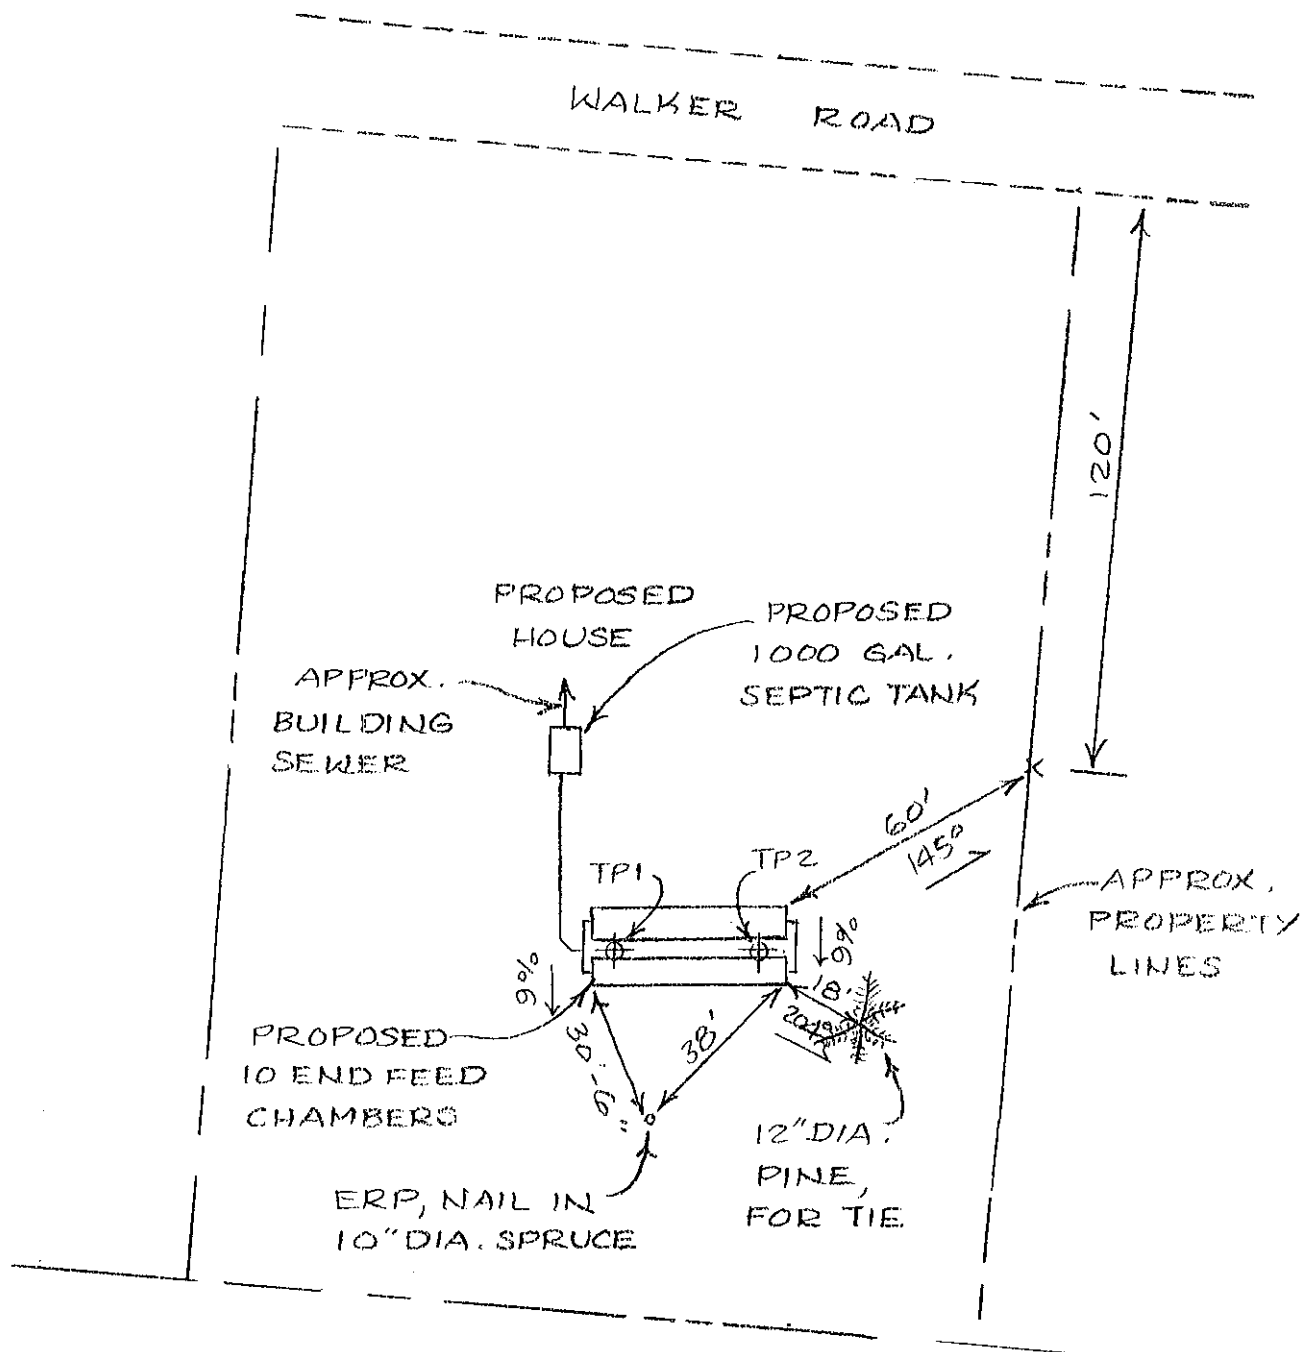 WALKER ROAD
120'
PROPOSED
HOUSE
PROPOSED
1000 GAL.
SEPTIC TANK
APPROX.
BUILDING
SEWER
60'
145°
TP1
TP2
APPROX.
PROPERTY
LINES
9%
9%
18'
PROPOSED
10 END FEED
CHAMBERS
30'-6"
38'
12" DIA.
PINE,
FOR TIE
ERP, NAIL IN
10" DIA. SPRUCE